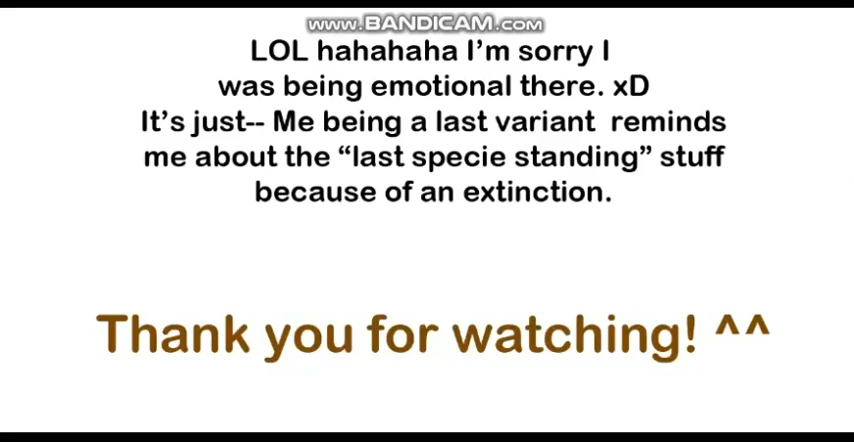 www.BANDICAM.com
LOL hahahaha I’m sorry I
was being emotional there. xD
It’s just-- Me being a last variant reminds
me about the “last specie standing” stuff
because of an extinction.
Thank you for watching! ^^